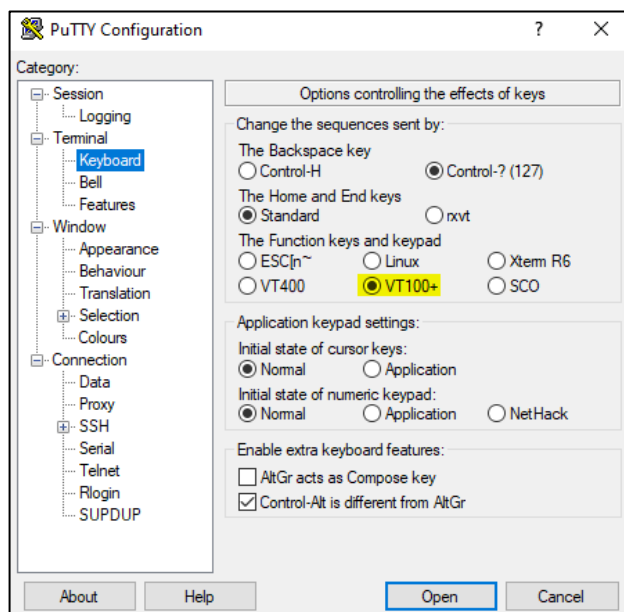 PuTTY Configuration
Category:
Session
Logging
Terminal
Keyboard
Bell
Features
Window
Appearance
Behaviour
Translation
Selection
Colours
Connection
Data
Proxy
SSH
Serial
Telnet
Rlogin
SUPDUP
Options controlling the effects of keys
Change the sequences sent by:
The Backspace key
Control-H Control-? (127)
The Home and End keys
Standard rxvt
The Function keys and keypad
ESC[n~ Linux Xterm R6
VT400 VT100+ SCO
Application keypad settings:
Initial state of cursor keys:
Normal Application
Initial state of numeric keypad:
Normal Application NetHack
Enable extra keyboard features:
AltGr acts as Compose key
Control-Alt is different from AltGr
About Help Open Cancel